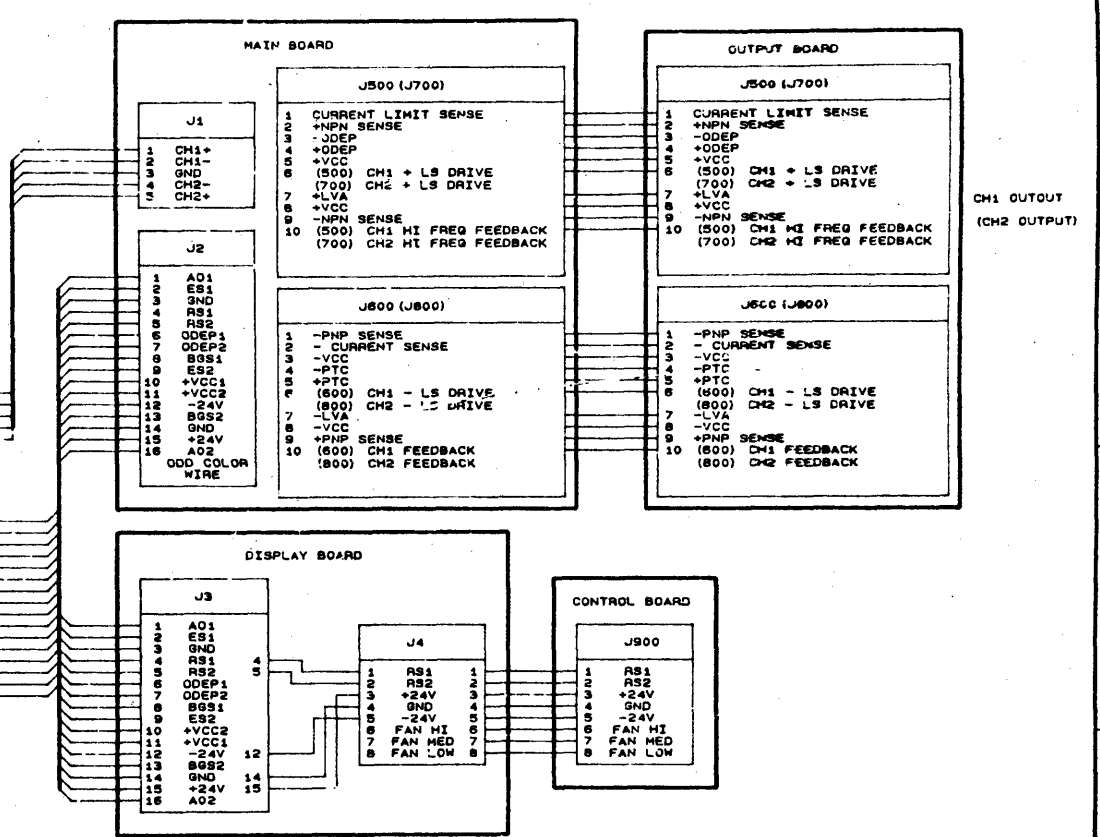 MAIN BOARD
J1
1 CH1+
2 CH1-
3 GND
4 CH2-
5 CH2+
J2
1 AO1
2 ES1
3 GND
4 RS1
5 RS2
6 ODEP1
7 ODEP2
8 BGS1
9 ES2
10 +VCC1
11 +VCC2
12 -24V
13 BGS2
14 GND
15 +24V
16 AO2
ODD COLOR
WIRE
J500 (J700)
1 CURRENT LIMIT SENSE
2 +NPN SENSE
3 -ODEP
4 +ODEP
5 +VCC
6 (500) CH1 + LS DRIVE
(700) CH2 + LS DRIVE
7 +LVA
8 +VCC
9 -NPN SENSE
10 (500) CH1 HI FREQ FEEDBACK
(700) CH2 HI FREQ FEEDBACK
J600 (J800)
1 -PNP SENSE
2 - CURRENT SENSE
3 -VCC
4 -PTC
5 +PTC
6 (600) CH1 - LS DRIVE
(800) CH2 - LS DRIVE
7 -LVA
8 -VCC
9 +PNP SENSE
10 (600) CH1 FEEDBACK
(800) CH2 FEEDBACK
OUTPUT BOARD
J500 (J700)
1 CURRENT LIMIT SENSE
2 +NPN SENSE
3 -ODEP
4 +ODEP
5 +VCC
6 (500) CH1 + LS DRIVE
(700) CH2 + LS DRIVE
7 +LVA
8 +VCC
9 -NPN SENSE
10 (500) CH1 HI FREQ FEEDBACK
(700) CH2 HI FREQ FEEDBACK
J600 (J800)
1 -PNP SENSE
2 - CURRENT SENSE
3 -VCC
4 -PTC
5 +PTC
6 (600) CH1 - LS DRIVE
(800) CH2 - LS DRIVE
7 -LVA
8 -VCC
9 +PNP SENSE
10 (600) CH1 FEEDBACK
(800) CH2 FEEDBACK
CH1 OUTOUT
(CH2 OUTPUT)
DISPLAY BOARD
J3
1 AO1
2 ES1
3 GND
4 RS1 4
5 RS2 5
6 ODEP1
7 ODEP2
8 BGS1
9 ES2
10 +VCC2
11 +VCC1
12 -24V 12
13 BGS2
14 GND 14
15 +24V 15
16 AO2
J4
1 RS1 1
2 RS2 2
3 +24V 3
4 GND 4
5 -24V 5
6 FAN HI 6
7 FAN MED 7
8 FAN LOW 8
CONTROL BOARD
J900
1 RS1
2 RS2
3 +24V
4 GND
5 -24V
6 FAN HI
7 FAN MED
8 FAN LOW